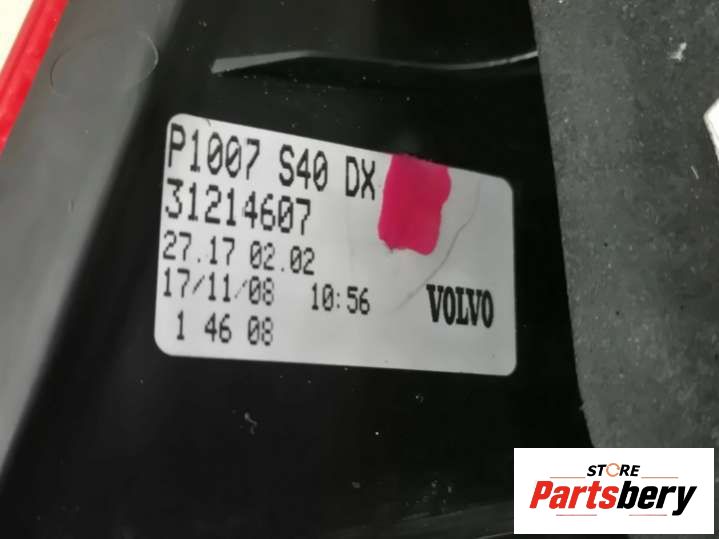 P1007 S40 DX
31214607
27.17 02.02
17/11/08 10:56
VOLVO
1 46 08
STORE
Partsbery